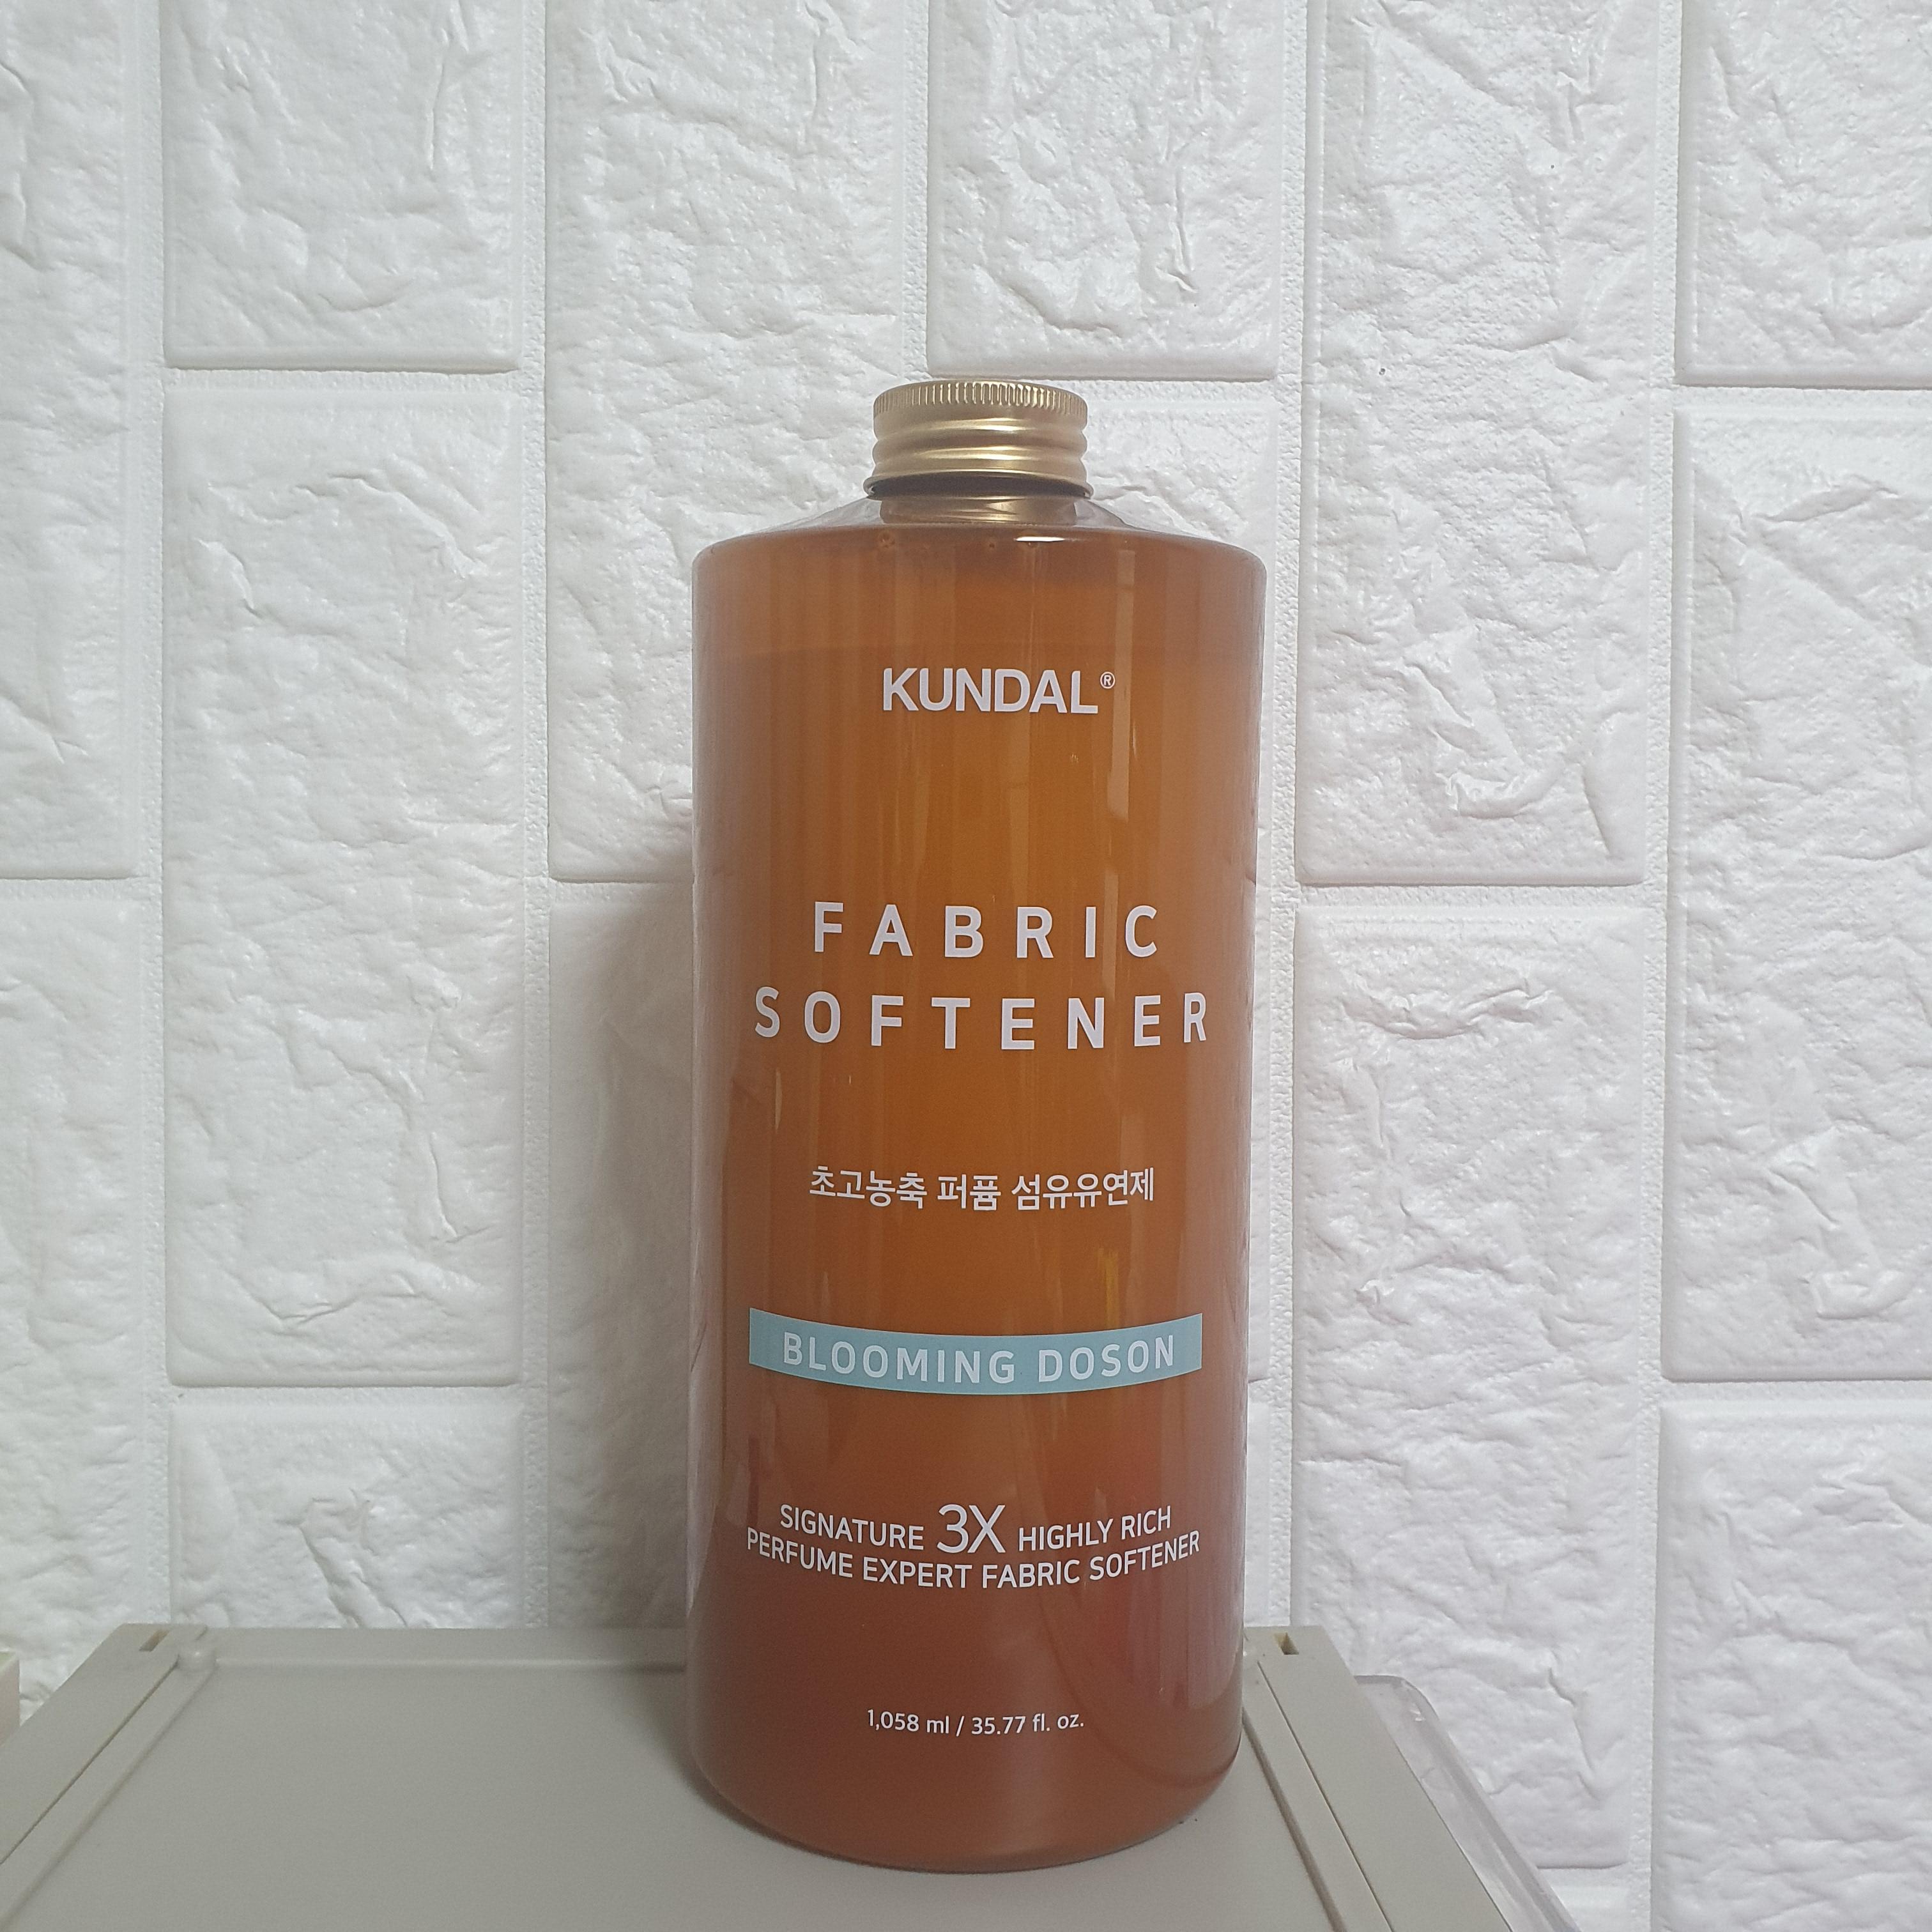 KUNDAL®
FABRIC
SOFTENER
초고농축 퍼퓸 섬유유연제
BLOOMING DOSON
SIGNATURE 3X HIGHLY RICH
PERFUME EXPERT FABRIC SOFTENER
1,058 ml / 35.77 fl. oz.